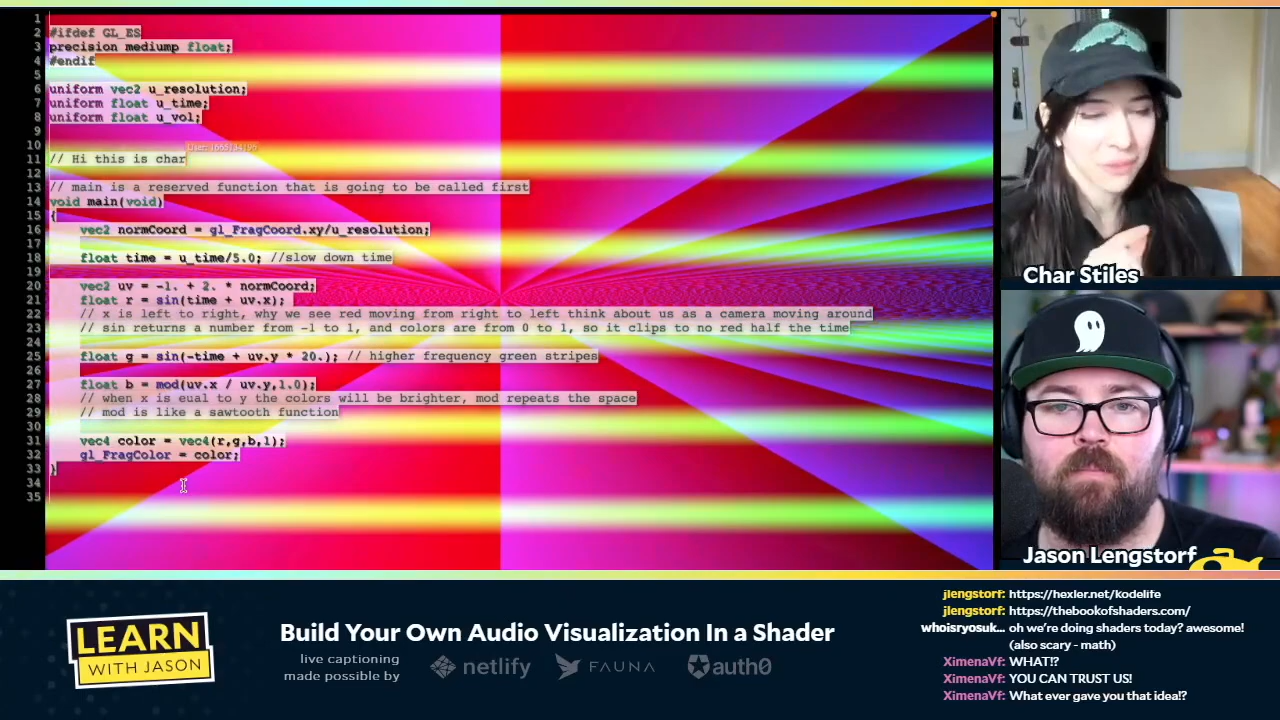 1
2 #ifdef GL_ES
3 precision mediump float;
4 #endif
5
6 uniform vec2 u_resolution;
7 uniform float u_time;
8 uniform float u_vol;
9
10
User: 1665134196
11 // Hi this is char
12
13 // main is a reserved function that is going to be called first
14 void main(void)
15 {
16 vec2 normCoord = gl_FragCoord.xy/u_resolution;
17
18 float time = u_time/5.0; //slow down time
19
20 vec2 uv = -1. + 2. * normCoord;
21 float r = sin(time + uv.x);
22 // x is left to right, why we see red moving from right to left think about us as a camera moving around
23 // sin returns a number from -1 to 1, and colors are from 0 to 1, so it clips to no red half the time
24
25 float g = sin(-time + uv.y * 20.); // higher frequency green stripes
26
27 float b = mod(uv.x / uv.y,1.0);
28 // when x is eual to y the colors will be brighter, mod repeats the space
29 // mod is like a sawtooth function
30
31 vec4 color = vec4(r,g,b,1);
32 gl_FragColor = color;
33 }
34
35
Char Stiles
Jason Lengstorf
LEARN
WITH JASON
Build Your Own Audio Visualization In a Shader
live captioning
made possible by
netlify
FAUNA
auth0
jlengstorf: https://hexler.net/kodelife
jlengstorf: https://thebookofshaders.com/
whoisryosuk... oh we're doing shaders today? awesome!
(also scary - math)
XimenaVf: WHAT!?
XimenaVf: YOU CAN TRUST US!
XimenaVf: What ever gave you that idea!?